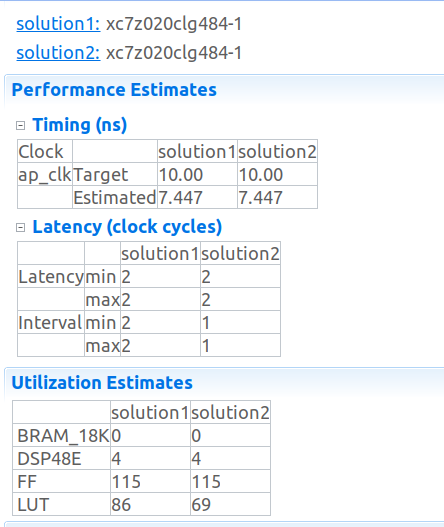 solution1: xc7z020clg484-1
solution2: xc7z020clg484-1
Performance Estimates
Timing (ns)
Clock solution1 solution2
ap_clk Target 10.00 10.00
Estimated 7.447 7.447
Latency (clock cycles)
solution1 solution2
Latency min 2 2
max 2 2
Interval min 2 1
max 2 1
Utilization Estimates
solution1 solution2
BRAM_18K 0 0
DSP48E 4 4
FF 115 115
LUT 86 69